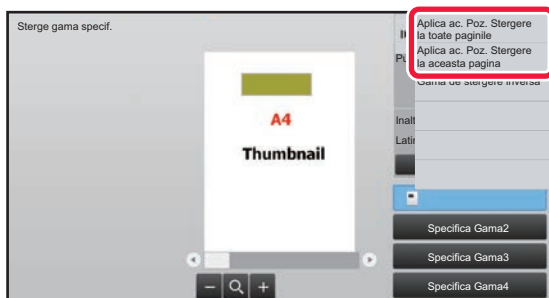 Sterge gama specif.
Aplica ac. Poz. Stergere
la toate paginile
Aplica ac. Poz. Stergere
la aceasta pagina
Gama de stergere inversa
A4
Thumbnail
Specifica Gama2
Specifica Gama3
Specifica Gama4